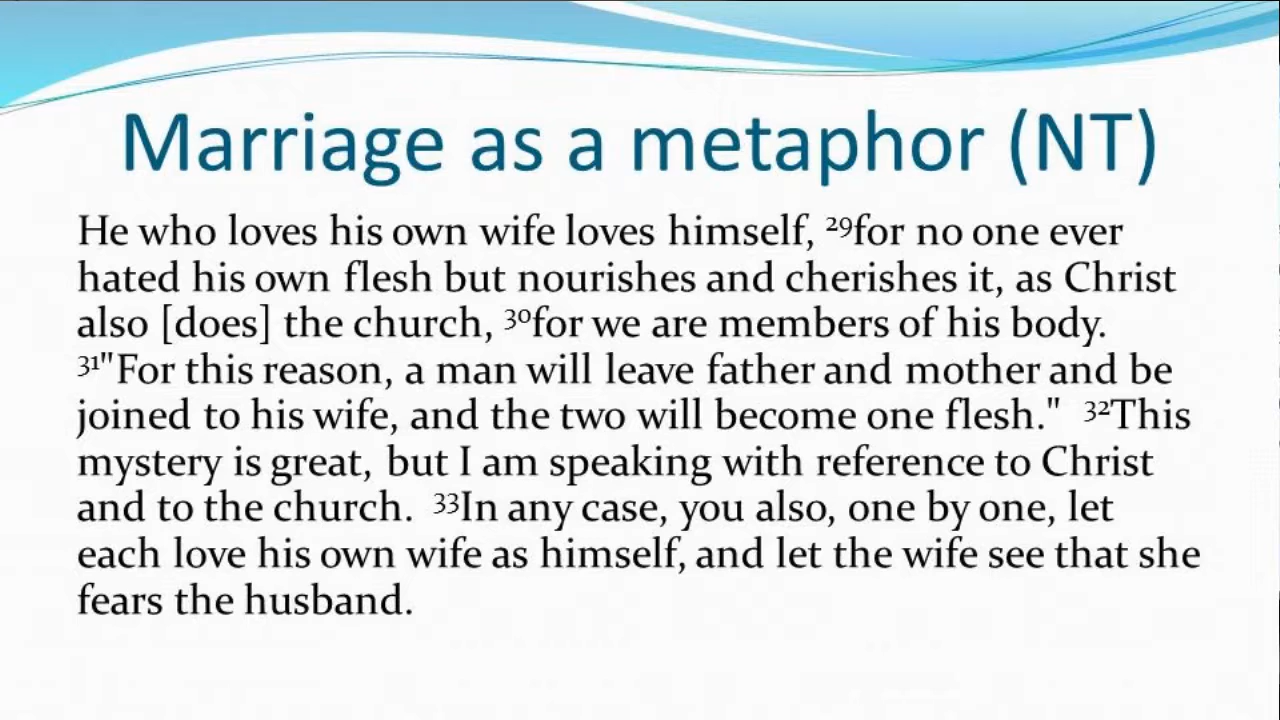 Marriage as a metaphor (NT)
He who loves his own wife loves himself, ²⁹for no one ever
hated his own flesh but nourishes and cherishes it, as Christ
also [does] the church, ³⁰for we are members of his body.
³¹"For this reason, a man will leave father and mother and be
joined to his wife, and the two will become one flesh." ³²This
mystery is great, but I am speaking with reference to Christ
and to the church. ³³In any case, you also, one by one, let
each love his own wife as himself, and let the wife see that she
fears the husband.